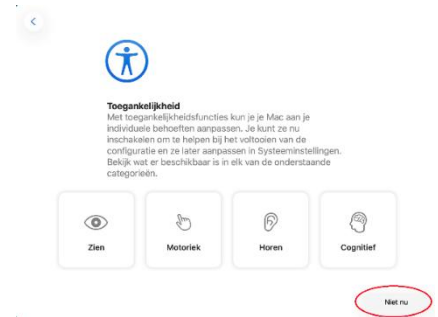 Toegankelijkheid
Met toegankelijkheidsfuncties kun je je Mac aan je
individuele behoeften aanpassen. Je kunt ze nu
inschakelen om te helpen bij het voltooien van de
configuratie en ze later aanpassen in Systeeminstellingen.
Bekijk wat er beschikbaar is in elk van de onderstaande
categorieën.
Zien
Motoriek
Horen
Cognitief
Niet nu